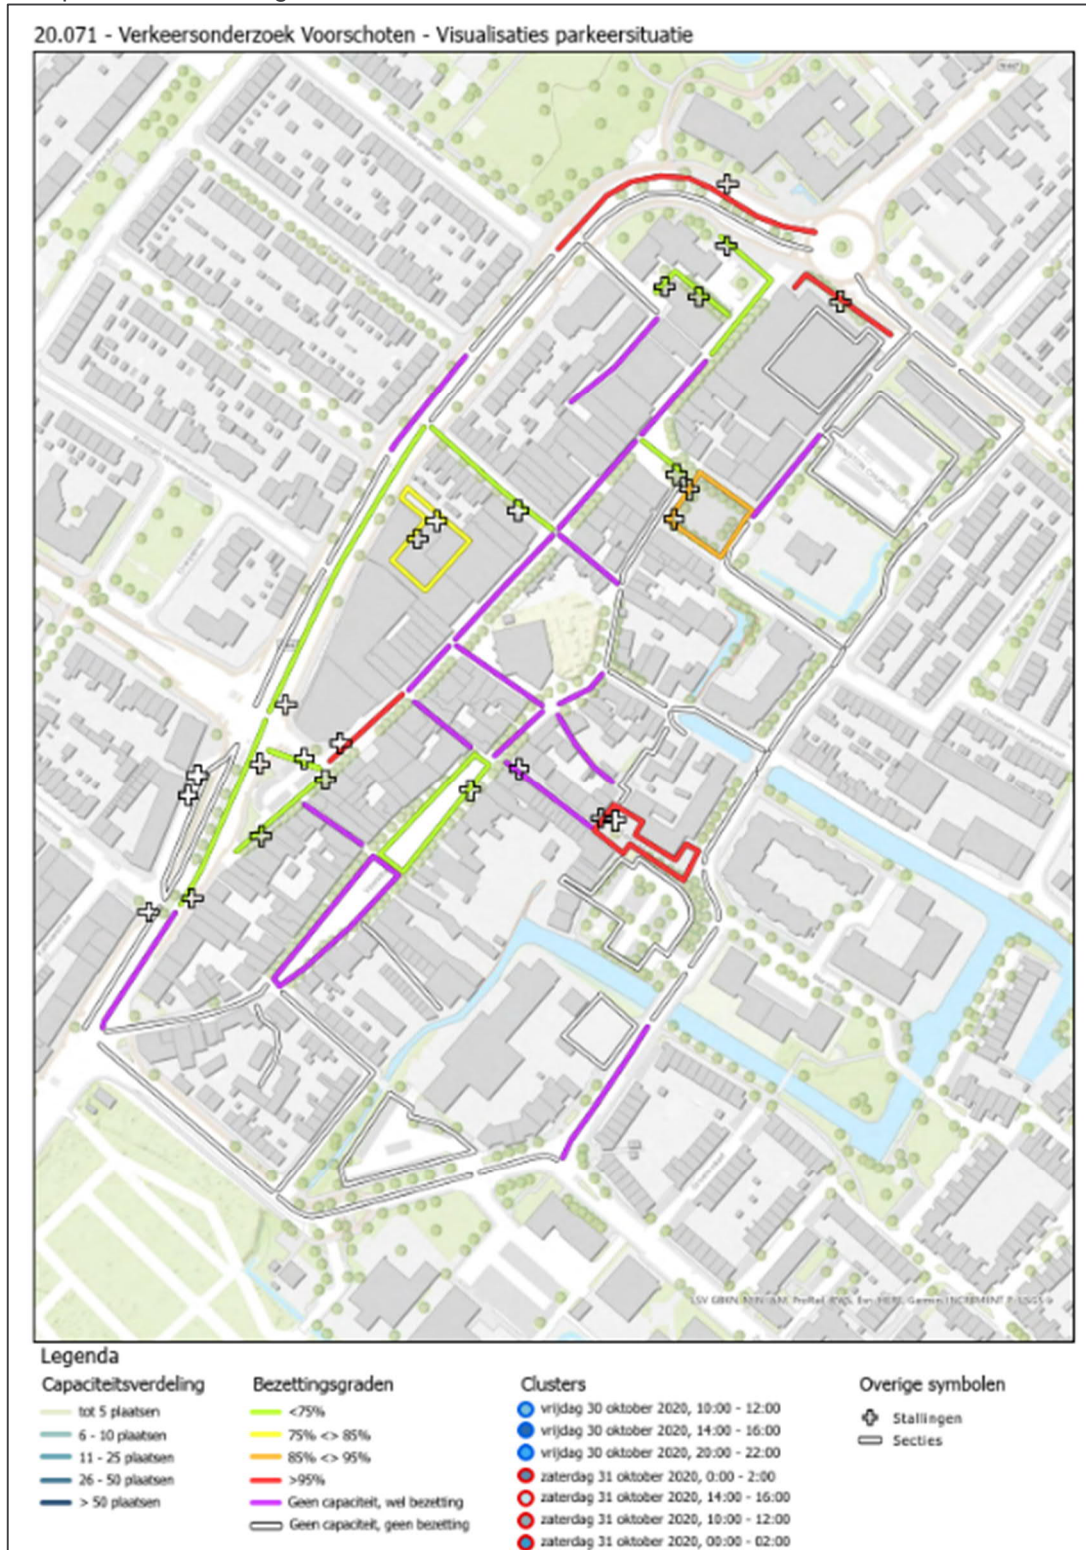 20.071 - Verkeersonderzoek Voorschoten - Visualisaties parkeersituatie
Legenda
Capaciteitsverdeling
tot 5 plaatsen
6 - 10 plaatsen
11 - 25 plaatsen
26 - 50 plaatsen
> 50 plaatsen
Bezettingsgraden
<75%
75% <> 85%
85% <> 95%
>95%
Geen capaciteit, wel bezetting
Geen capaciteit, geen bezetting
Clusters
vrijdag 30 oktober 2020, 10:00 - 12:00
vrijdag 30 oktober 2020, 14:00 - 16:00
vrijdag 30 oktober 2020, 20:00 - 22:00
zaterdag 31 oktober 2020, 0:00 - 2:00
zaterdag 31 oktober 2020, 14:00 - 16:00
zaterdag 31 oktober 2020, 10:00 - 12:00
zaterdag 31 oktober 2020, 00:00 - 02:00
Overige symbolen
Stallingen
Secties